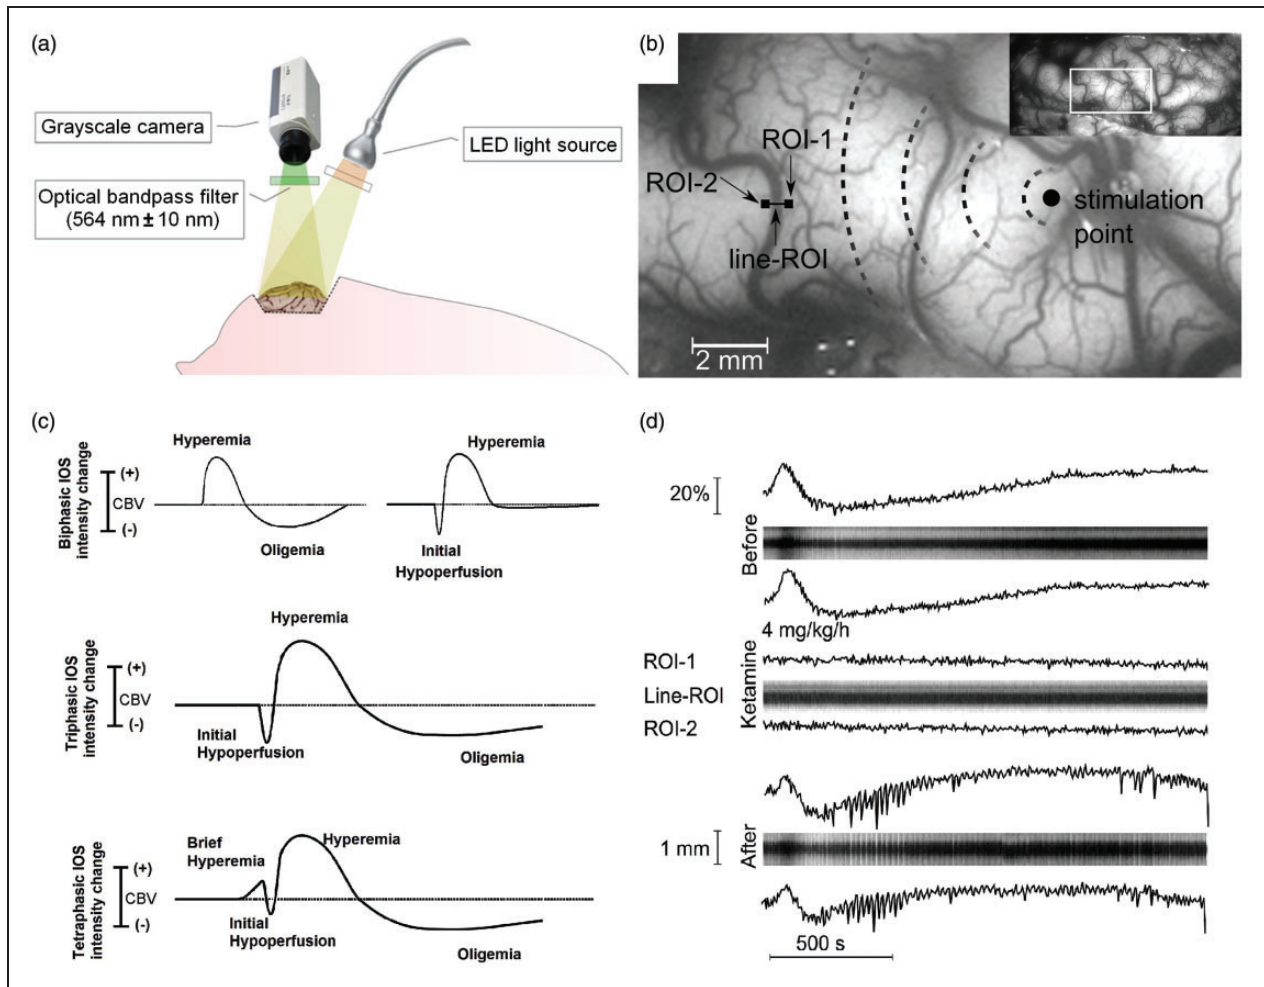 (a)
Grayscale camera
LED light source
Optical bandpass filter
(564 nm ± 10 nm)
(b)
ROI-1
ROI-2
line-ROI
stimulation
point
2 mm
(c)
Biphasic IOS
intensity change
(+)
CBV
(-)
Hyperemia
Oligemia
Hyperemia
Initial
Hypoperfusion
Triphasic IOS
intensity change
(+)
CBV
(-)
Hyperemia
Initial
Hypoperfusion
Oligemia
Tetraphasic IOS
intensity change
(+)
CBV
(-)
Brief
Hyperemia
Hyperemia
Initial
Hypoperfusion
Oligemia
(d)
20%
Before
4 mg/kg/h
ROI-1
Line-ROI
ROI-2
Ketamine
1 mm
After
500 s